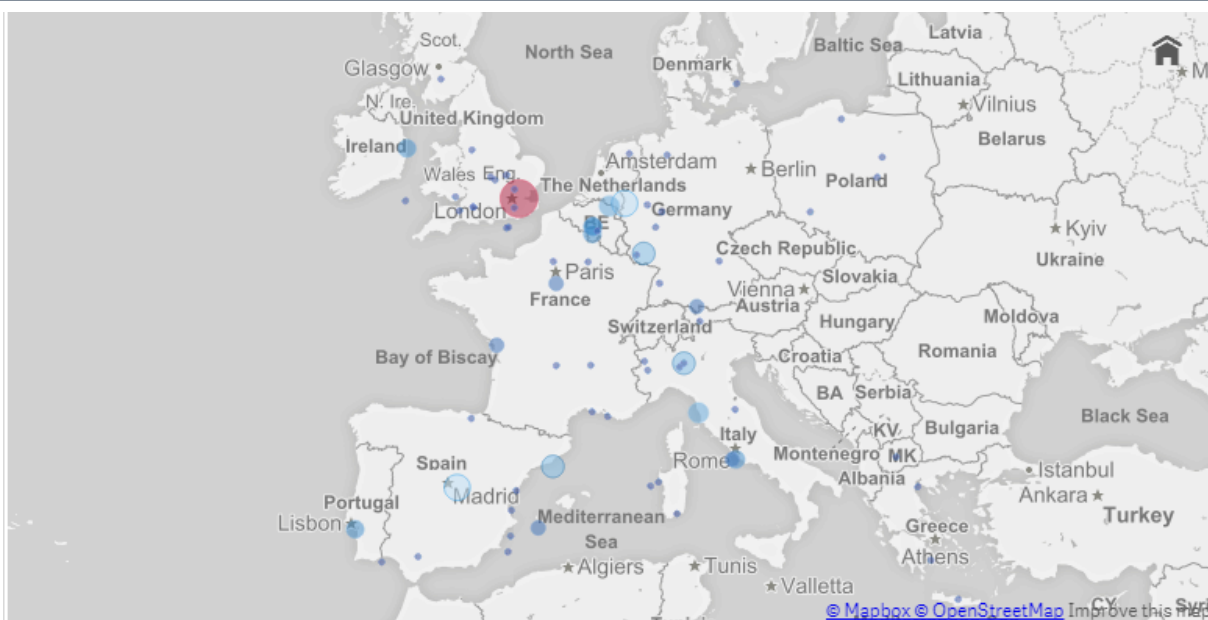 Scot.
North Sea
Baltic Sea
Latvia
Glasgow
Denmark
Lithuania
M
N. Ire.
Vilnius
United Kingdom
Belarus
Ireland
Amsterdam
Berlin
Wales
Eng.
The Netherlands
Poland
London
Germany
BE
Kyiv
Czech Republic
Ukraine
Paris
Slovakia
France
Vienna
Austria
Moldova
Switzerland
Hungary
Bay of Biscay
Croatia
Romania
BA
Serbia
Black Sea
Italy
KV
Bulgaria
Montenegro
MK
Spain
Rome
Albania
Istanbul
Madrid
Ankara
Portugal
Turkey
Lisbon
Mediterranean
Sea
Greece
Athens
Algiers
Tunis
Valletta
CY
Syri
© Mapbox © OpenStreetMap Improve this map